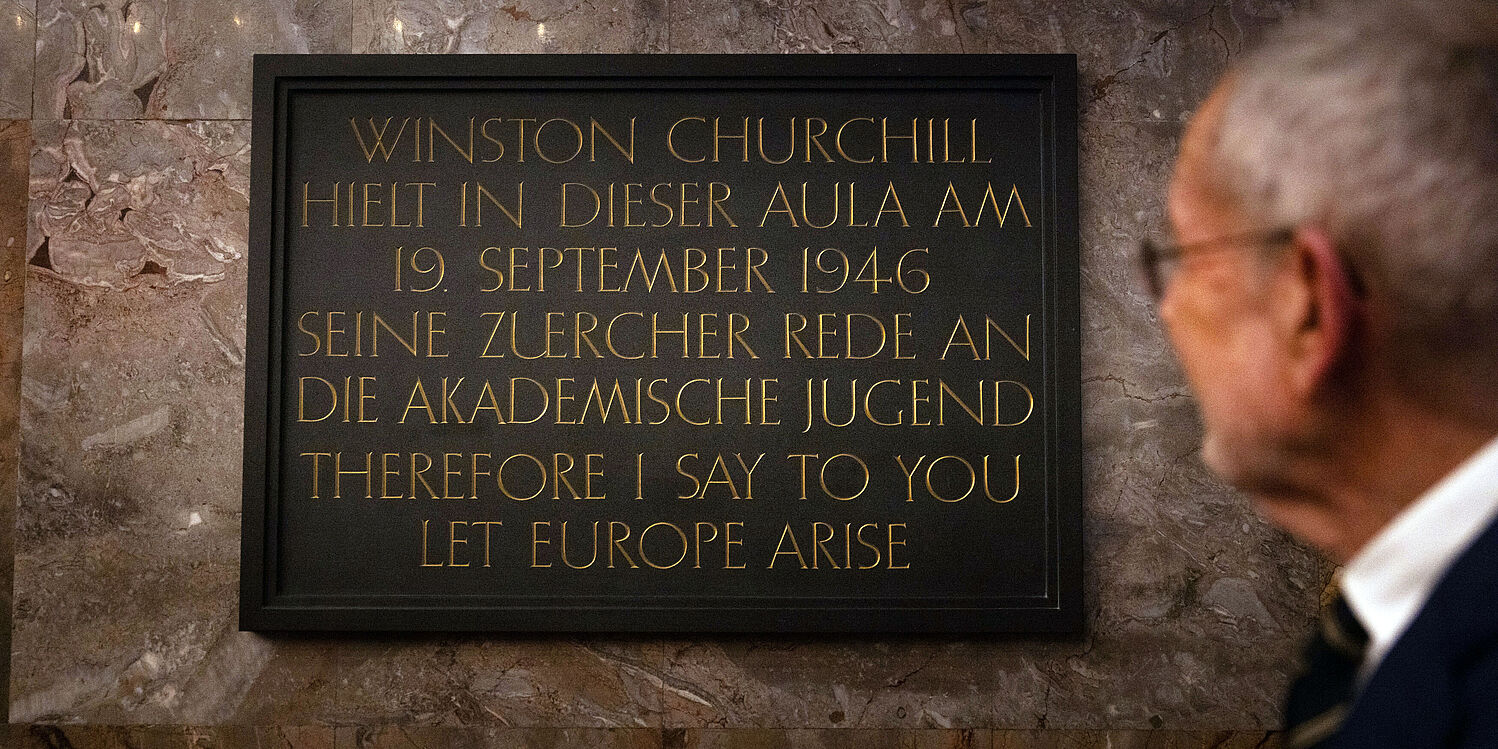 WINSTON CHURCHILL
HIELT IN DIESER AULA AM
19. SEPTEMBER 1946
SEINE ZUERCHER REDE AN
DIE AKADEMISCHE JUGEND
THEREFORE I SAY TO YOU
LET EUROPE ARISE